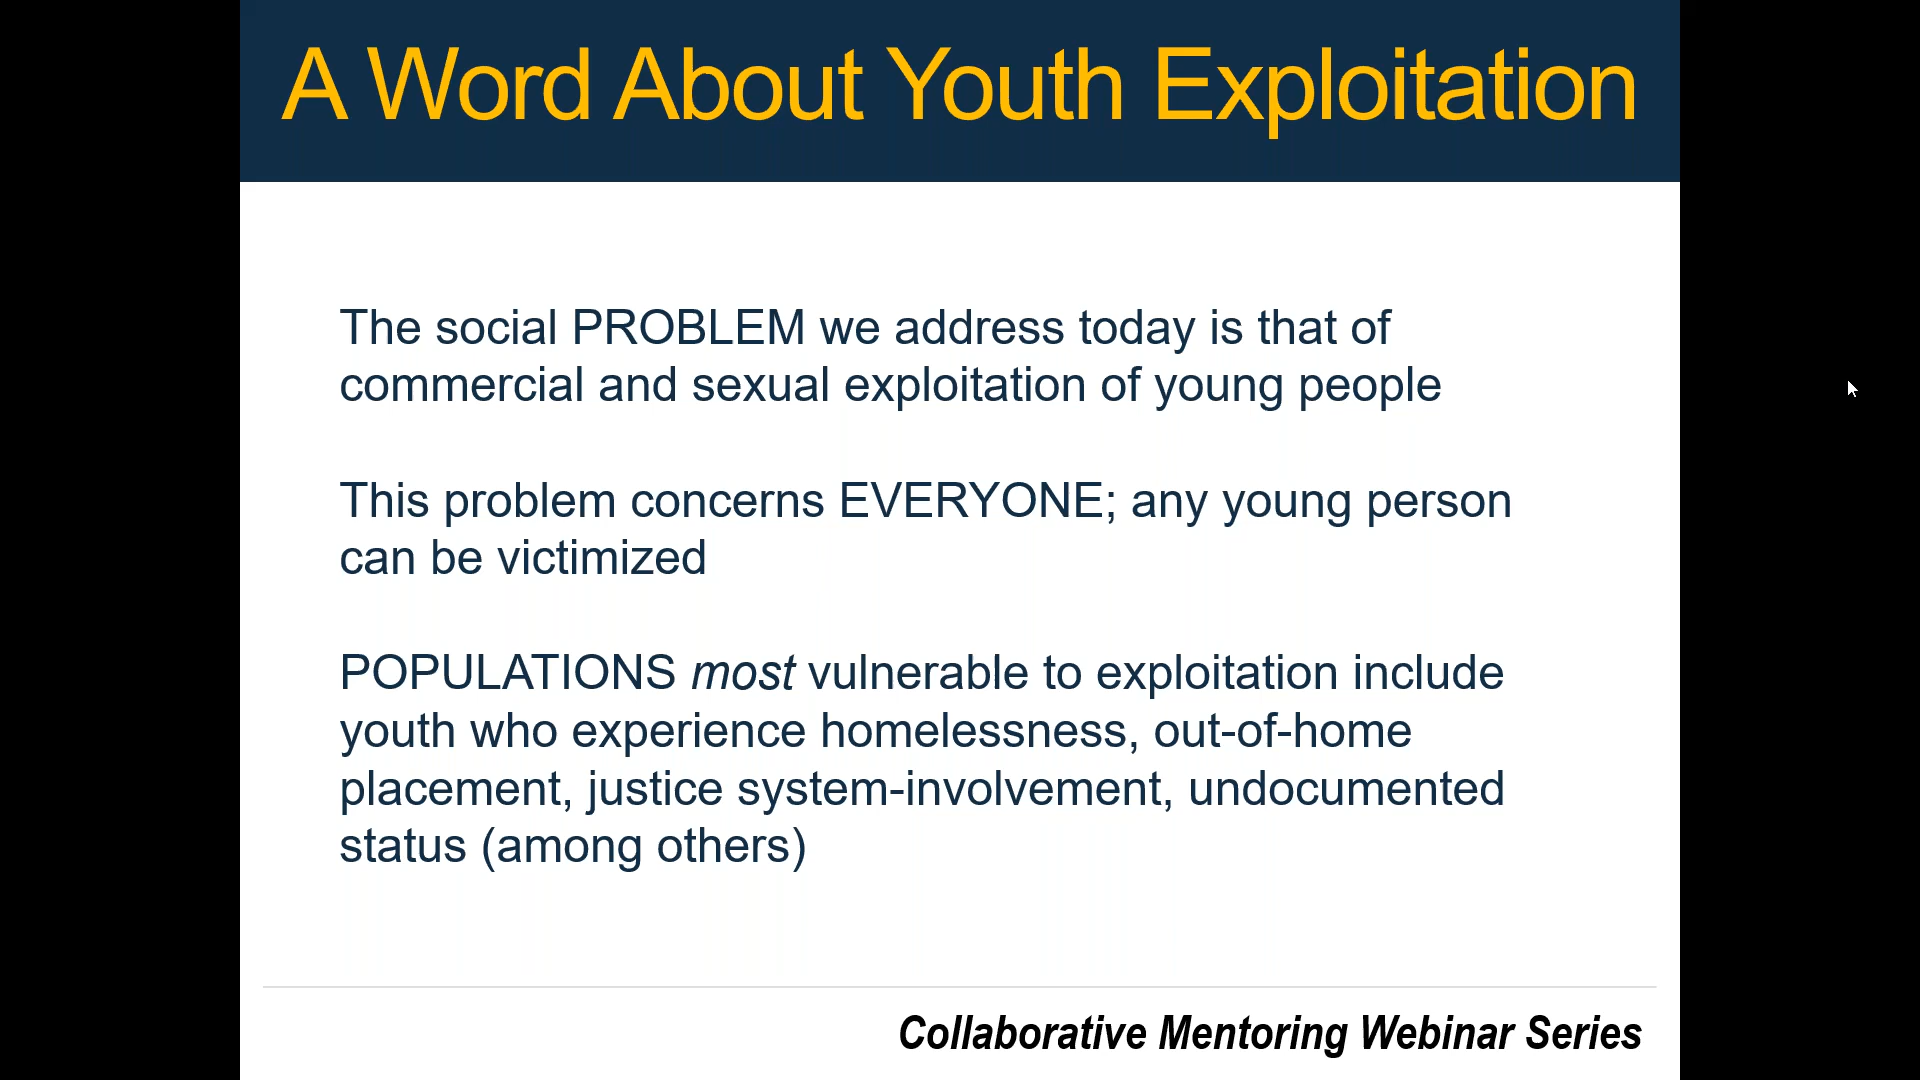 A Word About Youth Exploitation
The social PROBLEM we address today is that of
commercial and sexual exploitation of young people
This problem concerns EVERYONE; any young person
can be victimized
POPULATIONS most vulnerable to exploitation include
youth who experience homelessness, out-of-home
placement, justice system-involvement, undocumented
status (among others)
Collaborative Mentoring Webinar Series